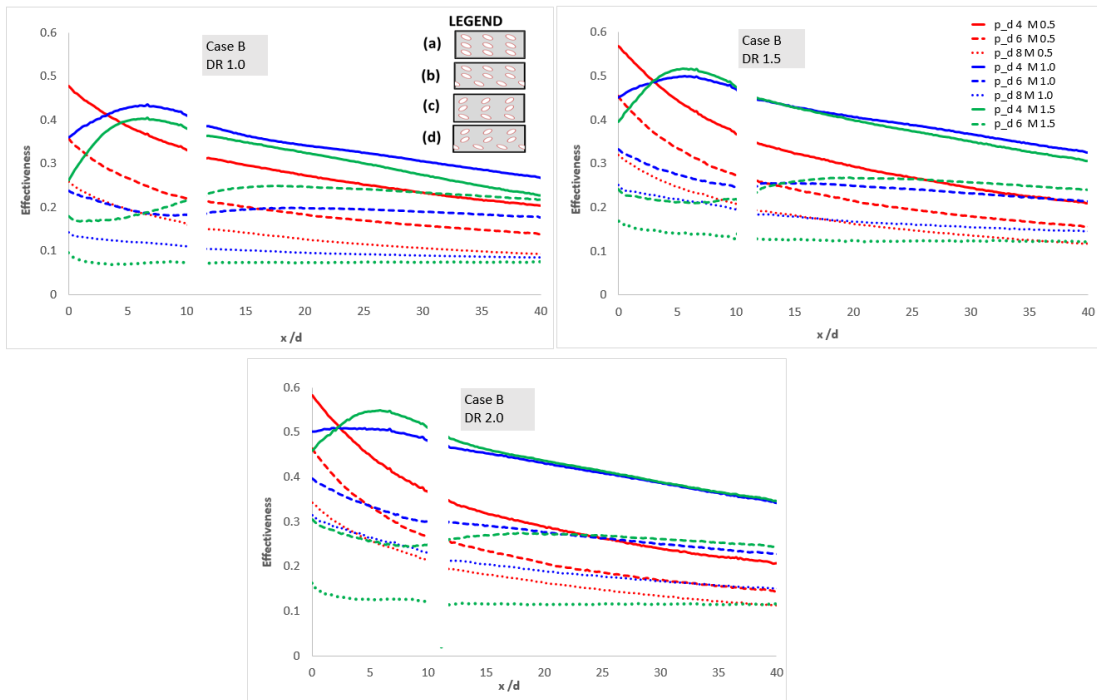 LEGEND
(a)
(b)
(c)
(d)
Case B
DR 1.0
0.6
0.5
0.4
0.3
0.2
0.1
0
Effectiveness
0 5 10 15 20 25 30 35 40
x /d
Case B
DR 1.5
p_d 4 M 0.5
p_d 6 M 0.5
p_d 8 M 0.5
p_d 4 M 1.0
p_d 6 M 1.0
p_d 8 M 1.0
p_d 4 M 1.5
p_d 6 M 1.5
0.6
0.5
0.4
0.3
0.2
0.1
0
Effectiveness
0 5 10 15 20 25 30 35 40
x /d
Case B
DR 2.0
0.6
0.5
0.4
0.3
0.2
0.1
0
Effectiveness
0 5 10 15 20 25 30 35 40
x/d